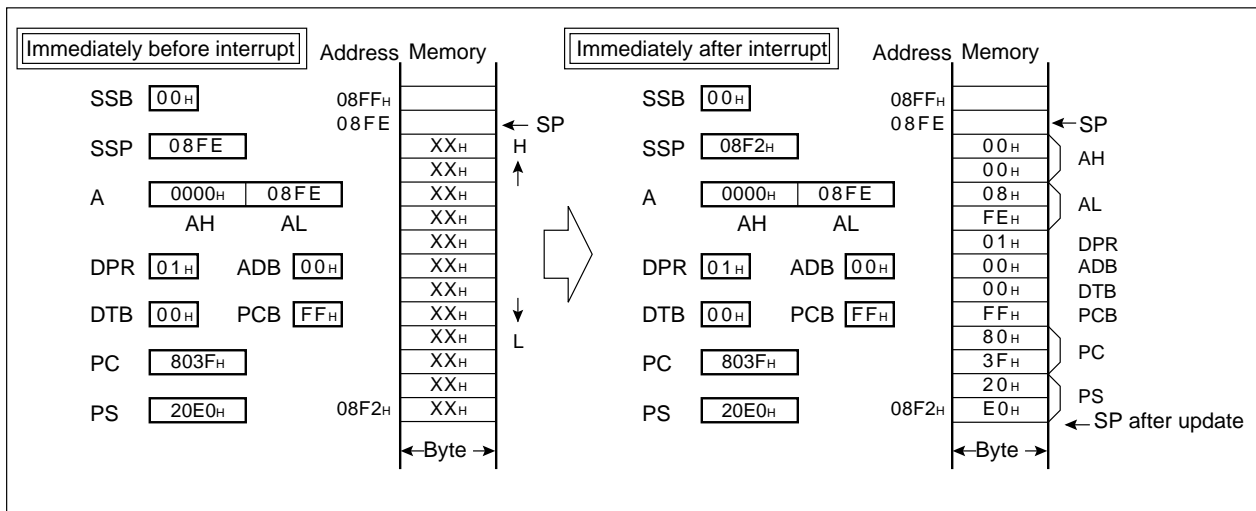 Immediately before interrupt
Address Memory
SSB 00H
08FFH
08FE
SP
SSP 08FE
XXH
H
XXH
A 0000H 08FE
XXH
AH AL
XXH
XXH
DPR 01H ADB 00H
XXH
XXH
DTB 00H PCB FFH
XXH
L
XXH
PC 803FH
XXH
XXH
PS 20E0H
08F2H
XXH
Byte
Immediately after interrupt
Address Memory
SSB 00H
08FFH
08FE
SP
SSP 08F2H
00H
00H
AH
A 0000H 08FE
08H
FEH
AL
AH AL
01H DPR
DPR 01H ADB 00H
00H ADB
00H DTB
DTB 00H PCB FFH
FFH PCB
80H
3FH
PC
PC 803FH
20H
E0H
PS
PS 20E0H
08F2H
SP after update
Byte